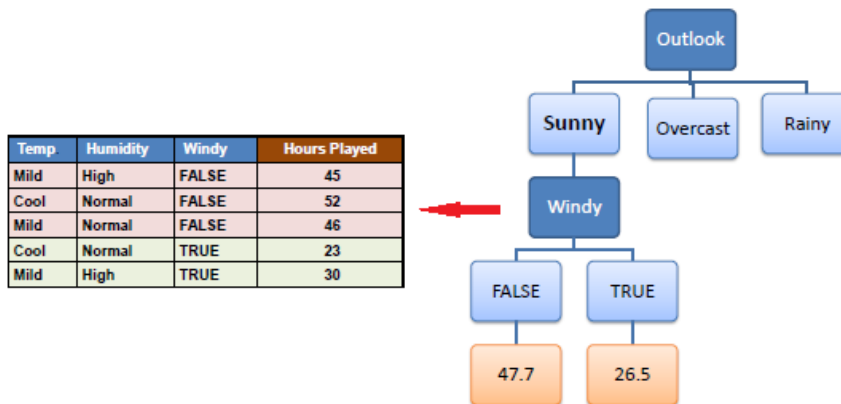 Outlook
Sunny Overcast Rainy
Windy
FALSE TRUE
47.7 26.5
Temp. Humidity Windy Hours Played
Mild High FALSE 45
Cool Normal FALSE 52
Mild Normal FALSE 46
Cool Normal TRUE 23
Mild High TRUE 30